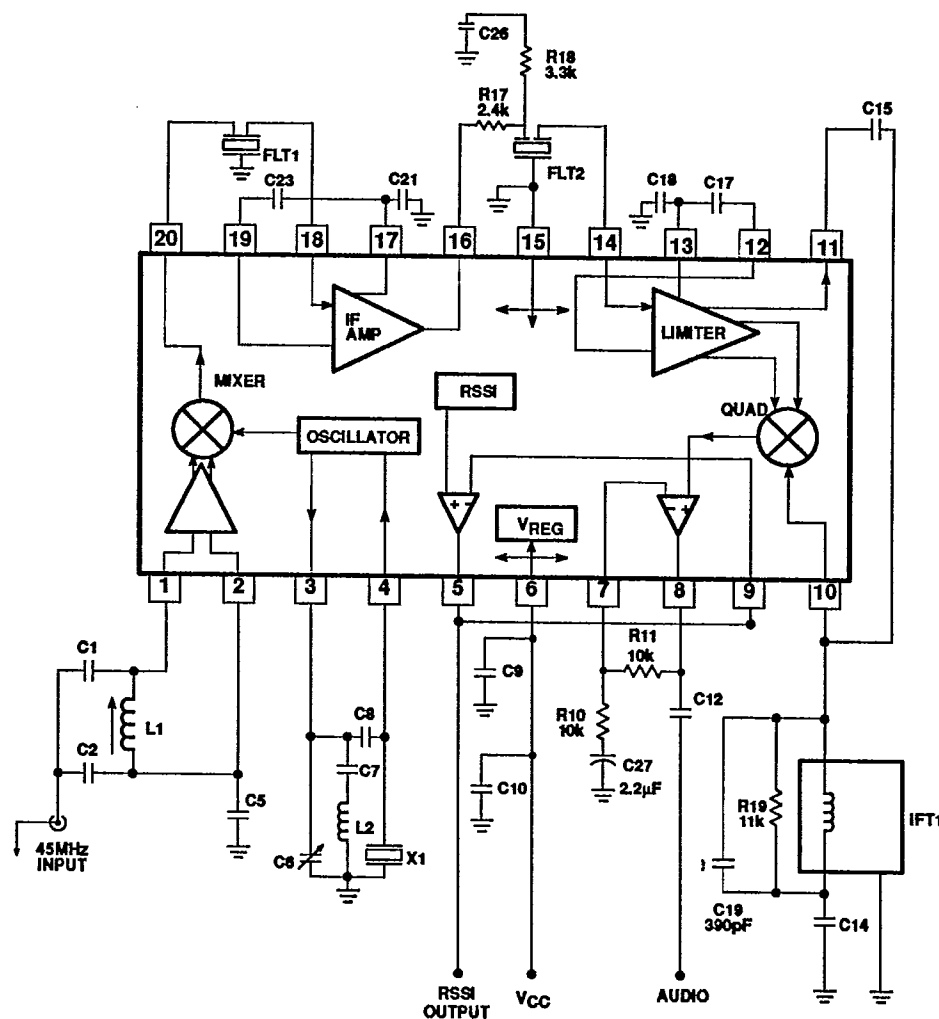 C26
R18
3.3k
R17
2.4k
C15
FLT1
FLT2
C23
C21
C18
C17
20
19
18
17
16
15
14
13
12
11
IF
AMP
LIMITER
MIXER
RSSI
QUAD
OSCILLATOR
+ -
- +
VREG
1
2
3
4
5
6
7
8
9
10
C1
L1
C2
C5
45MHz
INPUT
C8
C7
L2
C6
X1
C9
C10
R11
10k
R10
10k
C27
2.2µF
C12
R19
11k
IFT1
C19
390pF
C14
RSSI
OUTPUT
VCC
AUDIO